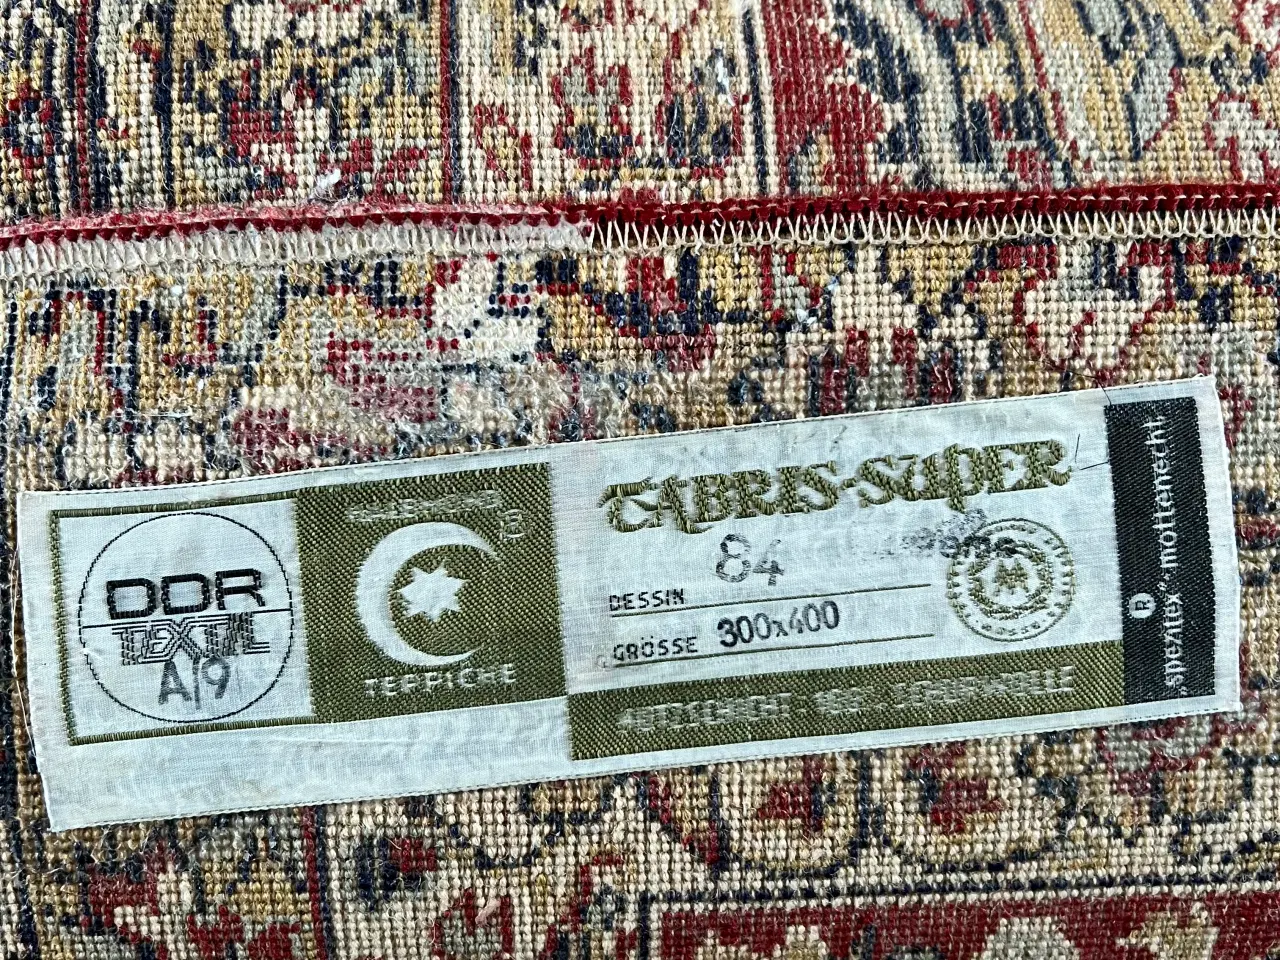 DDR
TEXTIL
A/9
TEPPICHE
TABRIS-SUPER
84
DESSIN
GRÖSSE 300x400
„spezitex“-mottenecht.
®